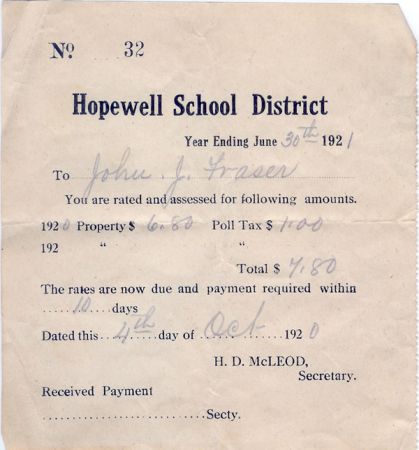 No. 32
Hopewell School District
Year Ending June 30th 1921
To John J. Fraser
You are rated and assessed for following amounts.
1920 Property $ 6.80 Poll Tax $ 1.00
192 " "
Total $ 7.80
The rates are now due and payment required within
......10......days
Dated this...4th....day of ...Oct.......1920
H. D. McLEOD,
Secretary.
Received Payment
...............................Secty.